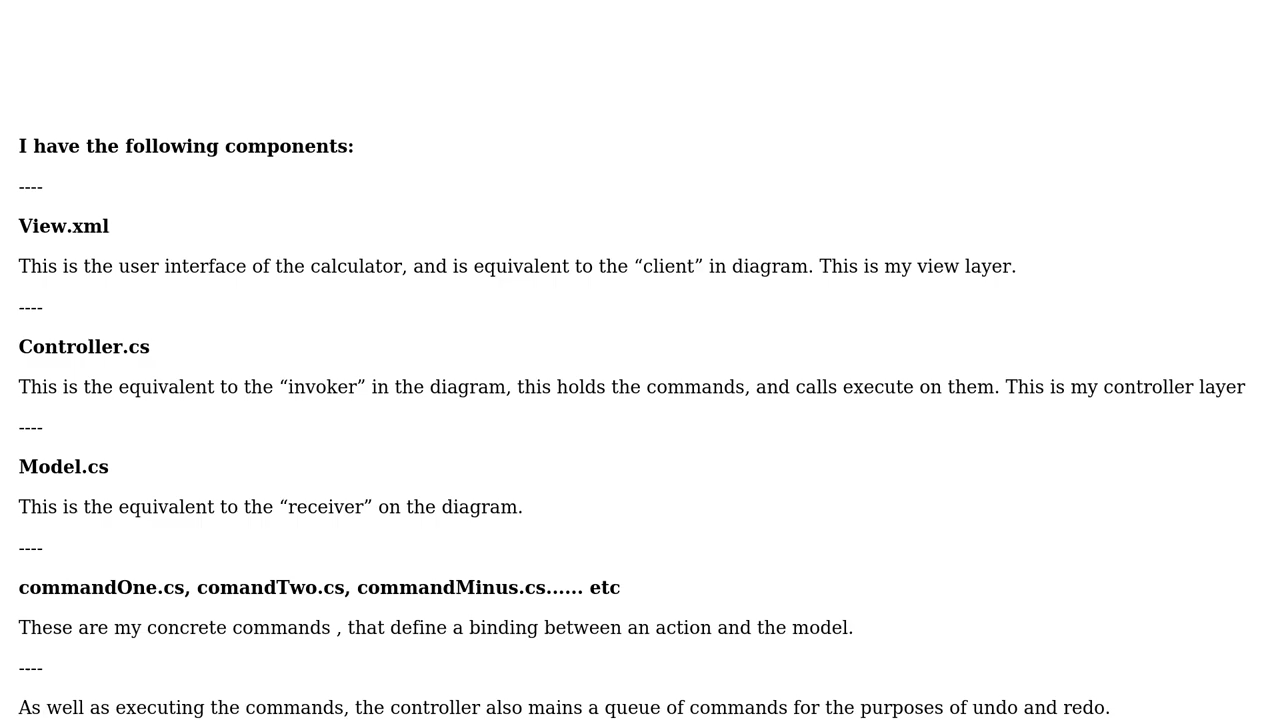 I have the following components:
----
View.xml
This is the user interface of the calculator, and is equivalent to the “client” in diagram. This is my view layer.
----
Controller.cs
This is the equivalent to the “invoker” in the diagram, this holds the commands, and calls execute on them. This is my controller layer
----
Model.cs
This is the equivalent to the “receiver” on the diagram.
----
commandOne.cs, comandTwo.cs, commandMinus.cs...... etc
These are my concrete commands , that define a binding between an action and the model.
----
As well as executing the commands, the controller also mains a queue of commands for the purposes of undo and redo.